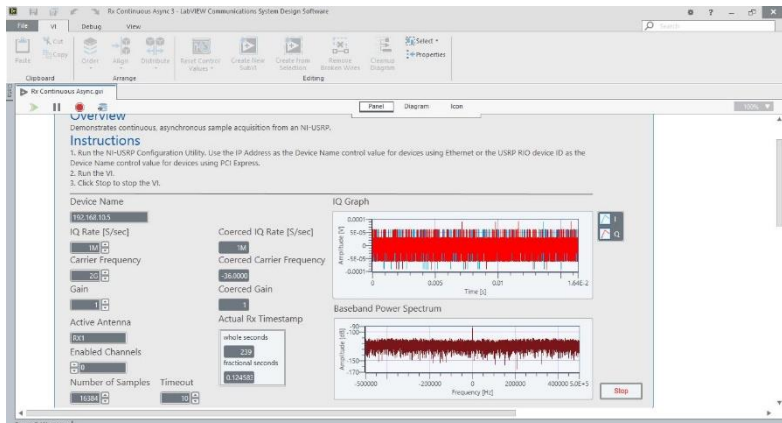 Rx Continuous Async 3 - LabVIEW Communications System Design Software
File VI Debug View
Search
Paste Cut Copy Order Align Distribute Reset Control Values Create New SubVI Create From Selection Remove Broken Wires Cleanup Diagram Select Properties
Clipboard Arrange Editing
Rx Continuous Async.gvi
Panel Diagram Icon 100%
Overview
Demonstrates continuous, asynchronous sample acquisition from an NI-USRP.
Instructions
1. Run the NI-USRP Configuration Utility. Use the IP Address as the Device Name control value for devices using Ethernet or the USRP RIO device ID as the
Device Name control value for devices using PCI Express.
2. Run the VI.
3. Click Stop to stop the VI.
Device Name
192.168.10.5
IQ Rate [S/sec] Coerced IQ Rate [S/sec]
1M 1M
Carrier Frequency Coerced Carrier Frequency
2G -36.0000
Gain Coerced Gain
1 1
Active Antenna Actual Rx Timestamp
RX1 whole seconds
239
Enabled Channels fractional seconds
0 0.124583
Number of Samples Timeout
16384 10
IQ Graph
I
Q
Amplitude [V]
0.0001
5E-05
0
-5E-05
-0.0001
0 0.005 0.01 1.64E-2
Time [s]
Baseband Power Spectrum
Amplitude [dB]
-90
-100
-150
-170
-500000 -200000 0 200000 400000 5.0E+5
Frequency [Hz]
Stop